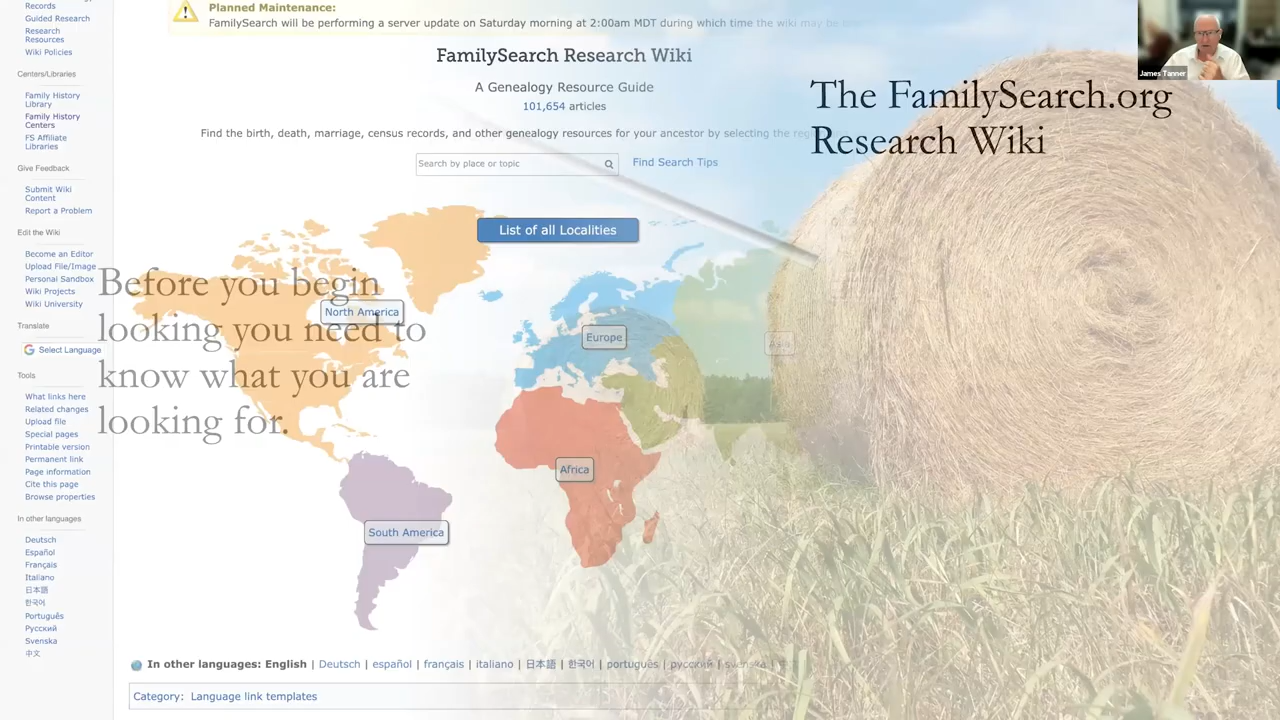 Records
Guided Research
Research
Resources
Wiki Policies
Centers/Libraries
Family History
Library
Family History
Centers
FS Affiliate
Libraries
Give Feedback
Submit Wiki
Content
Report a Problem
Edit the Wiki
Become an Editor
Upload File/Image
Personal Sandbox
Wiki Projects
Wiki University
Translate
Select Language
Tools
What links here
Related changes
Upload file
Special pages
Printable version
Permanent link
Page information
Cite this page
Browse properties
In other languages
Deutsch
Español
Français
Italiano
日本語
한국어
Português
Русский
Svenska
中文
Planned Maintenance:
FamilySearch will be performing a server update on Saturday morning at 2:00am MDT during which time the wiki may be
FamilySearch Research Wiki
A Genealogy Resource Guide
101,654 articles
Find the birth, death, marriage, census records, and other genealogy resources for your ancestor by selecting the
Search by place or topic
Find Search Tips
List of all Localities
North America
Europe
Asia
Africa
South America
Before you begin
looking you need to
know what you are
looking for.
The FamilySearch.org
Research Wiki
James Tanner
In other languages: English | Deutsch | español | français | italiano | 日本語 | 한국어 | português | русский | svenska |
Category: Language link templates